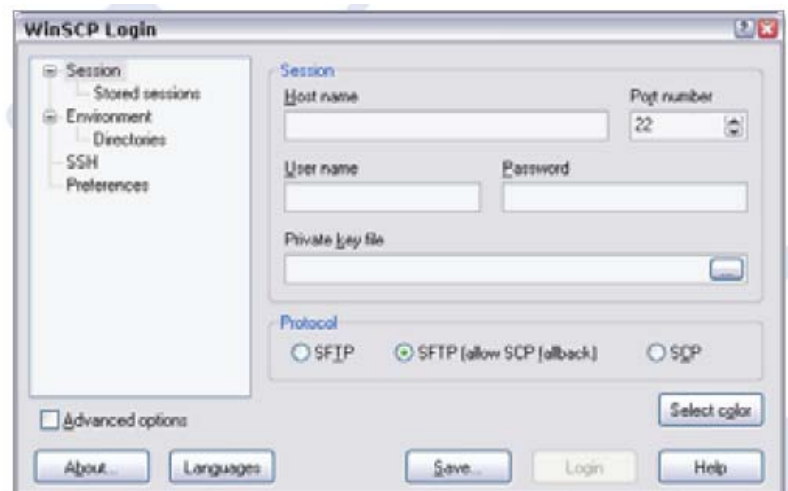 WinSCP Login
Session
Stored sessions
Environment
Directories
SSH
Preferences
Session
Host name
Port number
22
User name
Password
Private key file
...
Protocol
SFTP
SFTP (allow SCP fallback)
SCP
Advanced options
Select color
About...
Languages
Save...
Login
Help